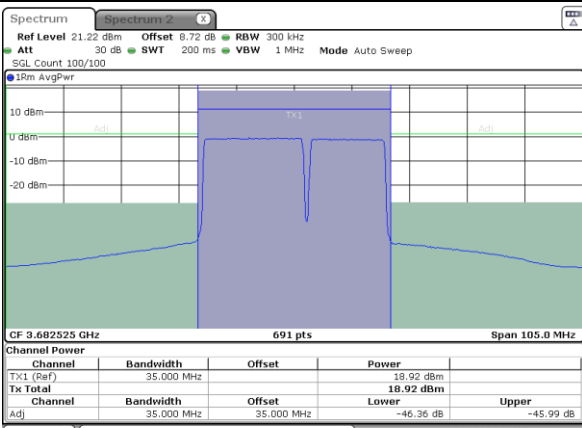 Spectrum Spectrum 2 X
Ref Level 21.22 dBm Offset 8.72 dB RBW 300 kHz
Att 30 dB SWT 200 ms VBW 1 MHz Mode Auto Sweep
SGL Count 100/100
1Rm AvgPwr
10 dBm
TX1
Adj Adj
0 dBm
-10 dBm
-20 dBm
CF 3.682525 GHz 691 pts Span 105.0 MHz
Channel Power
Channel Bandwidth Offset Power
TX1 (Ref) 35.000 MHz 18.92 dBm
Tx Total 18.92 dBm
Channel Bandwidth Offset Lower Upper
Adj 35.000 MHz 35.000 MHz -46.36 dB -45.99 dB